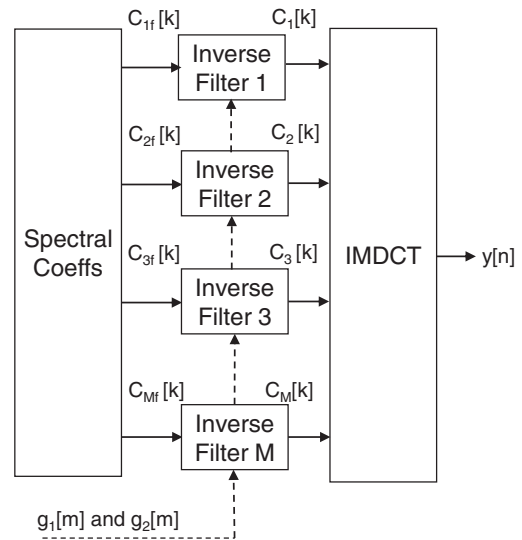 C₁f[k]
C₁[k]
Inverse
Filter 1
C₂f[k]
C₂[k]
Inverse
Filter 2
Spectral
Coeffs
C₃f[k]
C₃[k]
Inverse
Filter 3
IMDCT
y[n]
CMf[k]
CM[k]
Inverse
Filter M
g₁[m] and g₂[m]